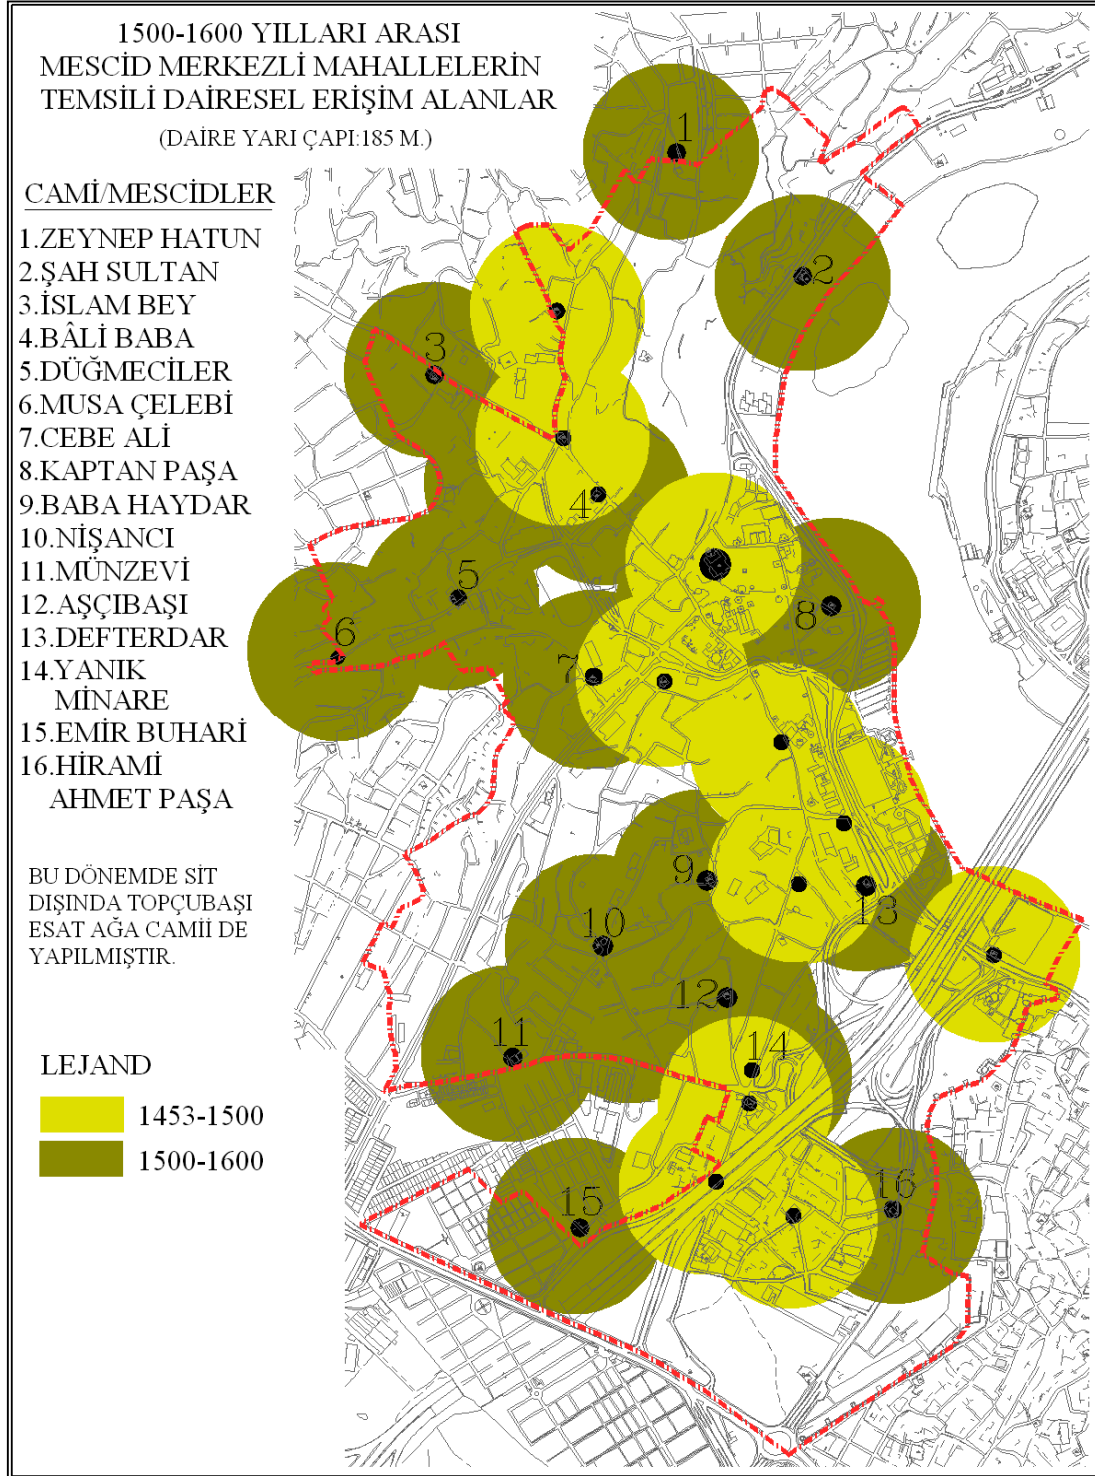 1500-1600 YILLARI ARASI
MESCİD MERKEZLİ MAHALLELERİN
TEMSİLİ DAİRESEL ERİŞİM ALANLAR
(DAİRE YARI ÇAPI:185 M.)
CAMİ/MESCİDLER
1.ZEYNEP HATUN
2.ŞAH SULTAN
3.İSLAM BEY
4.BÂLİ BABA
5.DÜĞMECİLER
6.MUSA ÇELEBİ
7.CEBE ALİ
8.KAPTAN PAŞA
9.BABA HAYDAR
10.NİŞANCI
11.MÜNZEVİ
12.AŞÇIBAŞI
13.DEFTERDAR
14.YANIK
MİNARE
15.EMİR BUHARİ
16.HİRAMİ
AHMET PAŞA
BU DÖNEMDE SİT
DIŞINDA TOPÇUBAŞI
ESAT AĞA CAMİİ DE
YAPILMIŞTIR.
LEJAND
1453-1500
1500-1600
1
2
3
4
5
6
7
8
9
10
11
12
13
14
15
16